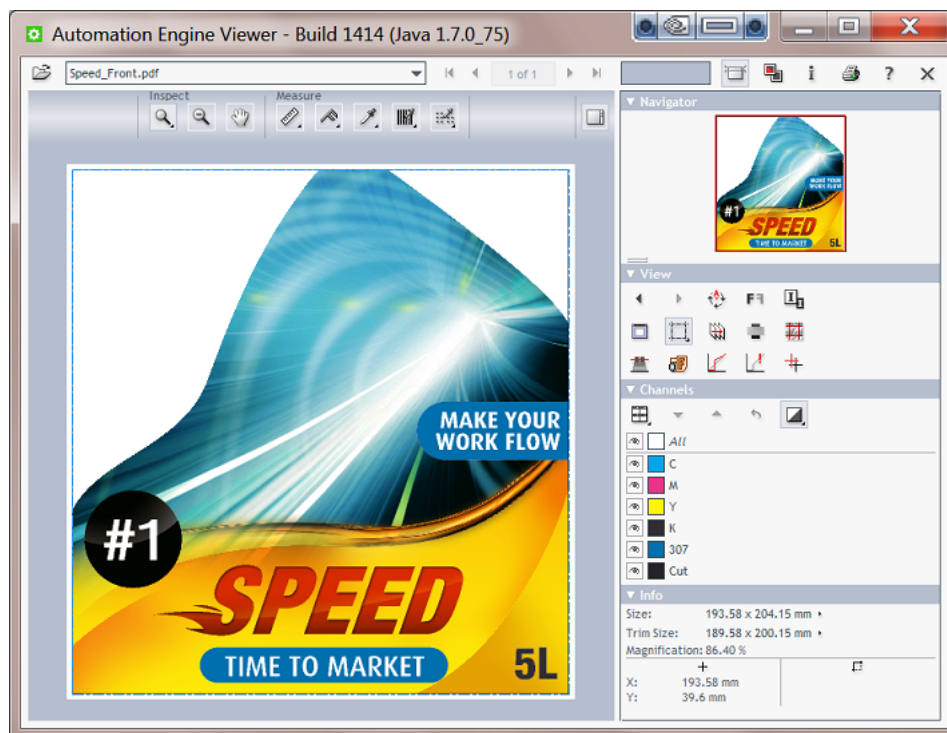 Automation Engine Viewer - Build 1414 (Java 1.7.0_75)
Speed_Front.pdf
1 of 1
i
?
Inspect
Measure
Navigator
MAKE YOUR
WORK FLOW
#1
SPEED
TIME TO MARKET
5L
View
Channels
All
C
M
Y
K
307
Cut
Info
Size: 193.58 x 204.15 mm
Trim Size: 189.58 x 200.15 mm
Magnification: 86.40 %
X: 193.58 mm
Y: 39.6 mm
MAKE YOUR
WORK FLOW
#1
SPEED
TIME TO MARKET
5L